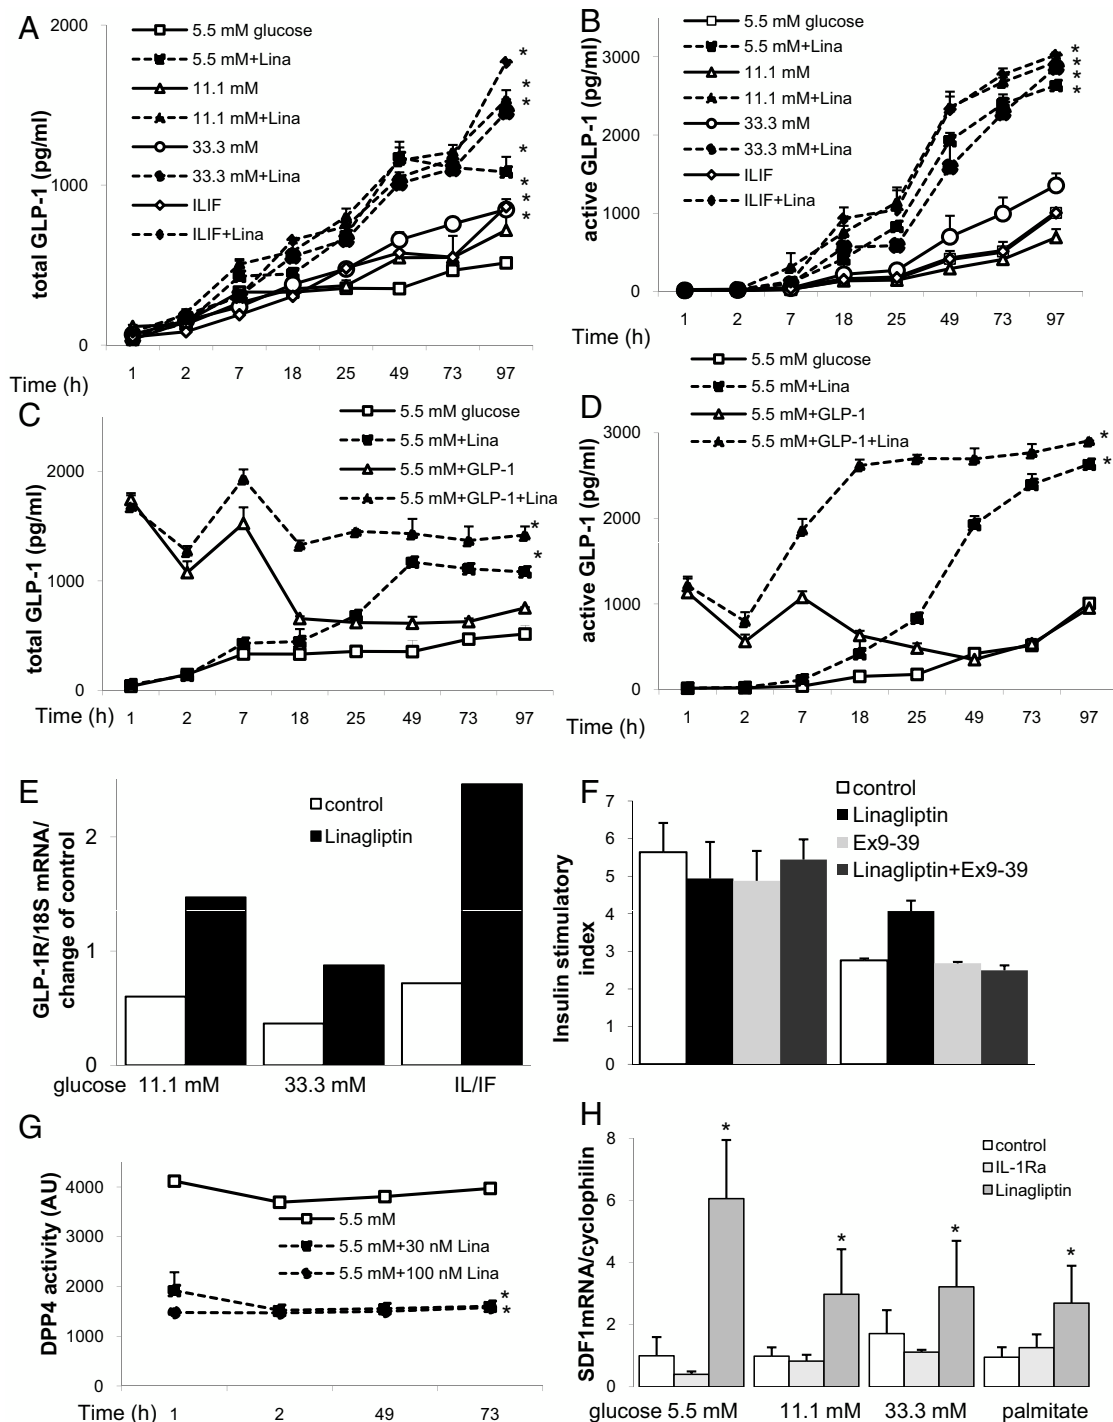 A
5.5 mM glucose
5.5 mM+Lina
11.1 mM
11.1 mM+Lina
33.3 mM
33.3 mM+Lina
ILIF
ILIF+Lina
total GLP-1 (pg/ml)
2000
1000
0
*
*
*
*
*
*
*
Time (h)
1 2 7 18 25 49 73 97
B
5.5 mM glucose
5.5 mM+Lina
11.1 mM
11.1 mM+Lina
33.3 mM
33.3 mM+Lina
ILIF
ILIF+Lina
active GLP-1 (pg/ml)
3000
2000
1000
0
*
*
*
*
1 2 7 18 25 49 73 97
C
5.5 mM glucose
5.5 mM+Lina
5.5 mM+GLP-1
5.5 mM+GLP-1+Lina
total GLP-1 (pg/ml)
2000
1000
0
*
*
Time (h)
1 2 7 18 25 49 73 97
D
Time (h)
5.5 mM glucose
5.5 mM+Lina
5.5 mM+GLP-1
5.5 mM+GLP-1+Lina
active GLP-1 (pg/ml)
3000
2000
1000
0
*
*
Time (h)
1 2 7 18 25 49 73 97
E
control
Linagliptin
GLP-1R/18S mRNA/
change of control
2
1
0
glucose 11.1 mM 33.3 mM IL/IF
F
control
Linagliptin
Ex9-39
Linagliptin+Ex9-39
Insulin stimulatory
index
7
6
5
4
3
2
1
0
G
DPP4 activity (AU)
4000
3000
2000
1000
0
5.5 mM
5.5 mM+30 nM Lina
5.5 mM+100 nM Lina
*
*
Time (h)
1 2 49 73
H
control
IL-1Ra
Linagliptin
SDF1mRNA/cyclophilin
8
6
4
2
0
*
*
*
*
glucose 5.5 mM 11.1 mM 33.3 mM palmitate